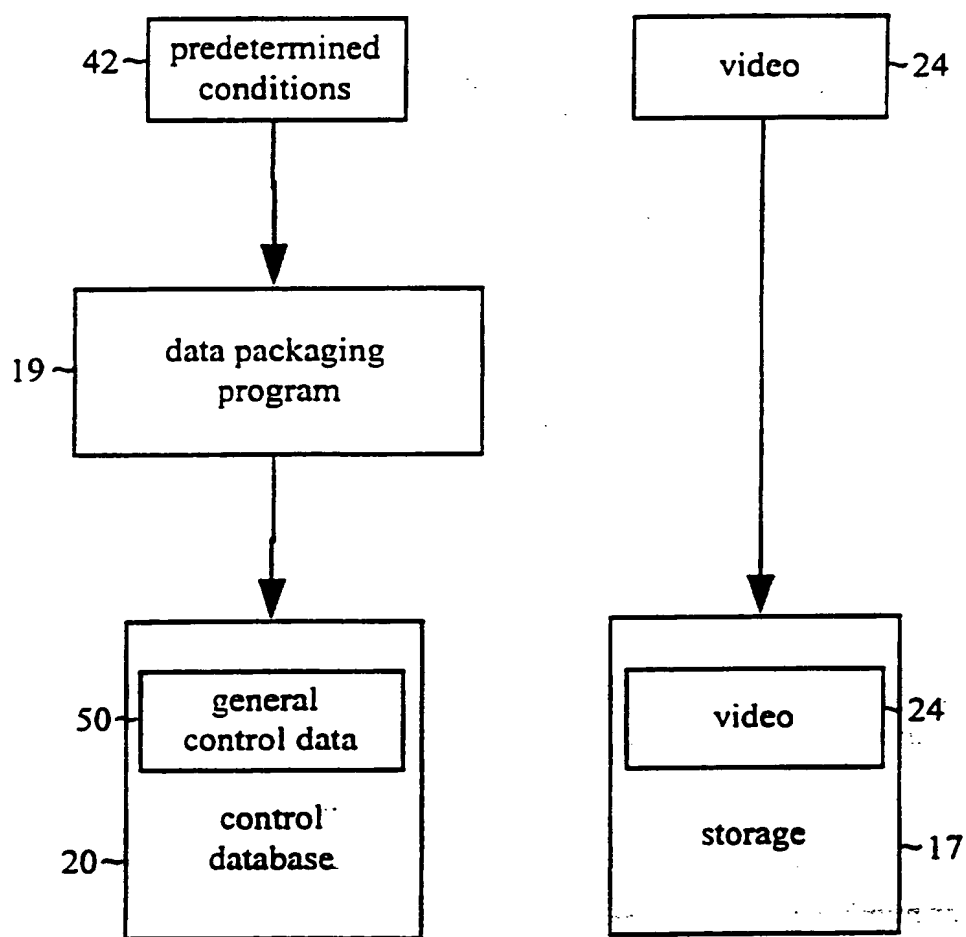 42
predetermined
conditions
video
24
19
data packaging
program
50
general
control data
video
24
control
database
storage
20
17